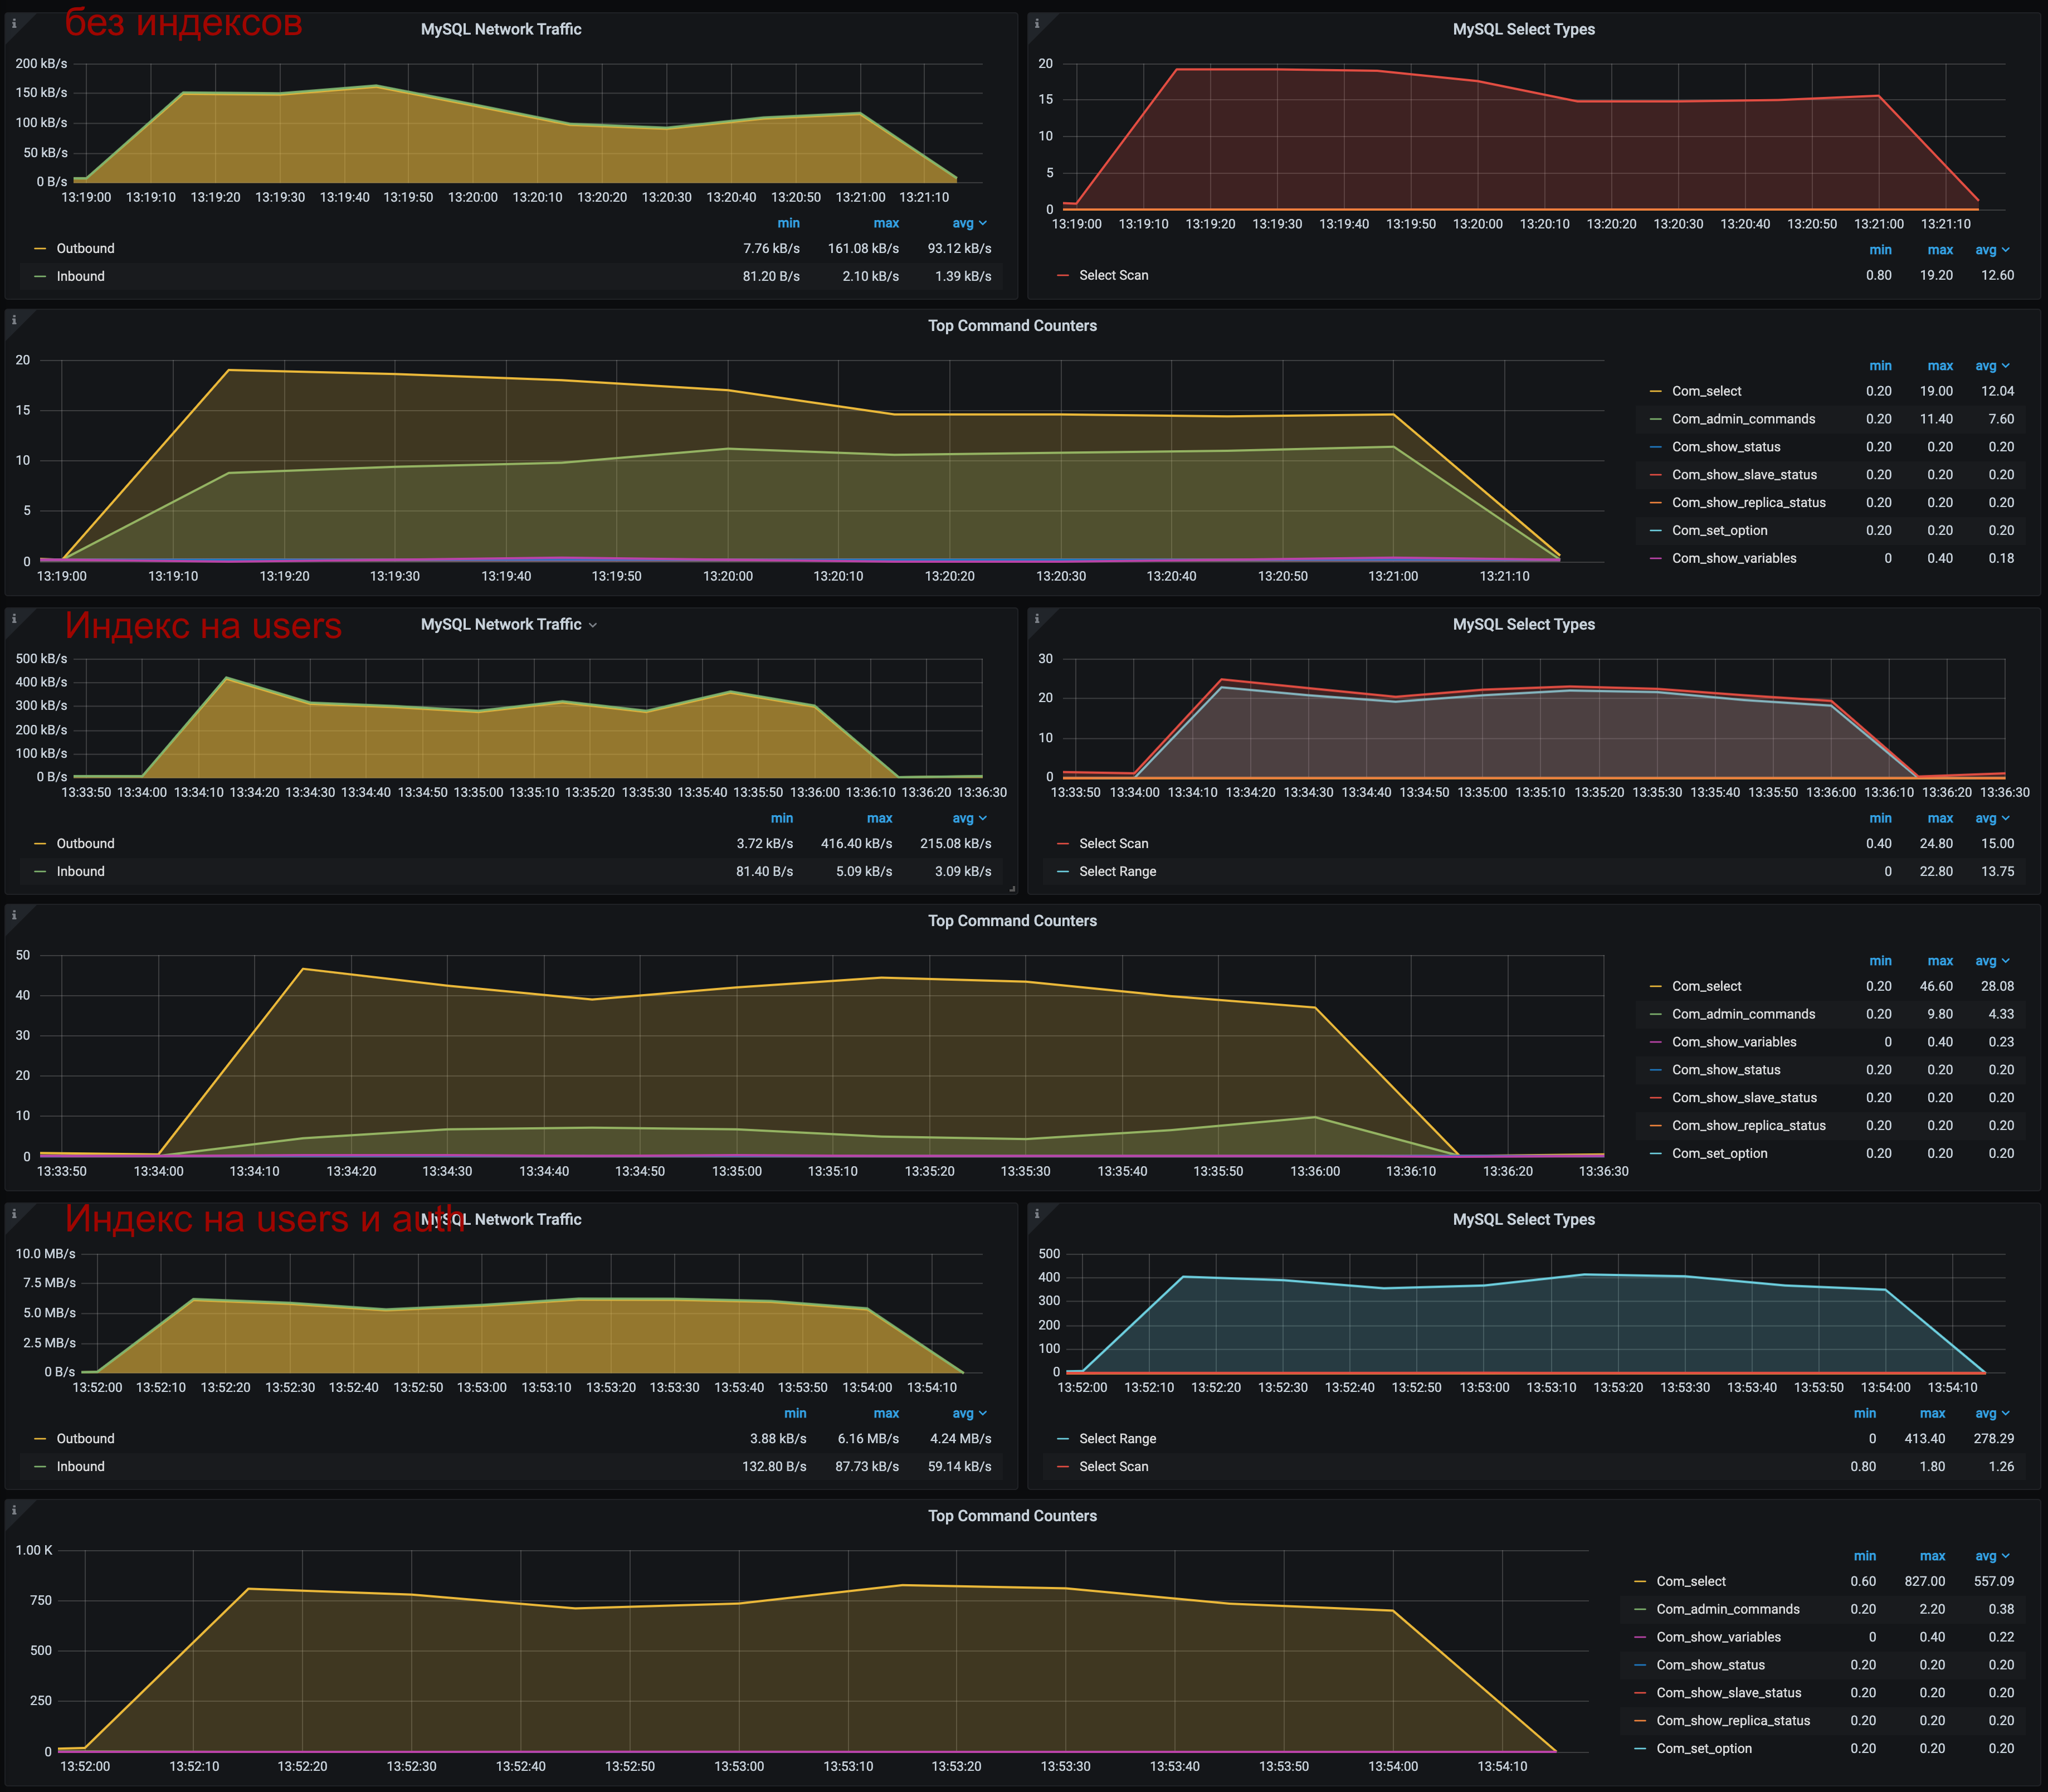 без индексов
MySQL Network Traffic
200 kB/s
150 kB/s
100 kB/s
50 kB/s
0 B/s
13:19:00 13:19:10 13:19:20 13:19:30 13:19:40 13:19:50 13:20:00 13:20:10 13:20:20 13:20:30 13:20:40 13:20:50 13:21:00 13:21:10
min max avg
Outbound 7.76 kB/s 161.08 kB/s 93.12 kB/s
Inbound 81.20 B/s 2.10 kB/s 1.39 kB/s
MySQL Select Types
20
15
10
5
0
13:19:00 13:19:10 13:19:20 13:19:30 13:19:40 13:19:50 13:20:00 13:20:10 13:20:20 13:20:30 13:20:40 13:20:50 13:21:00 13:21:10
min max avg
Select Scan 0.80 19.20 12.60
Top Command Counters
20
15
10
5
0
13:19:00 13:19:10 13:19:20 13:19:30 13:19:40 13:19:50 13:20:00 13:20:10 13:20:20 13:20:30 13:20:40 13:20:50 13:21:00 13:21:10
min max avg
Com_select 0.20 19.00 12.04
Com_admin_commands 0.20 11.40 7.60
Com_show_status 0.20 0.20 0.20
Com_show_slave_status 0.20 0.20 0.20
Com_show_replica_status 0.20 0.20 0.20
Com_set_option 0.20 0.20 0.20
Com_show_variables 0 0.40 0.18
Индекс на users
MySQL Network Traffic
500 kB/s
400 kB/s
300 kB/s
200 kB/s
100 kB/s
0 B/s
13:33:50 13:34:00 13:34:10 13:34:20 13:34:30 13:34:40 13:34:50 13:35:00 13:35:10 13:35:20 13:35:30 13:35:40 13:35:50 13:36:00 13:36:10 13:36:20 13:36:30
min max avg
Outbound 3.72 kB/s 416.40 kB/s 215.08 kB/s
Inbound 81.40 B/s 5.09 kB/s 3.09 kB/s
MySQL Select Types
30
20
10
0
13:33:50 13:34:00 13:34:10 13:34:20 13:34:30 13:34:40 13:34:50 13:35:00 13:35:10 13:35:20 13:35:30 13:35:40 13:35:50 13:36:00 13:36:10 13:36:20 13:36:30
min max avg
Select Scan 0.40 24.80 15.00
Select Range 0 22.80 13.75
Top Command Counters
50
40
30
20
10
0
13:33:50 13:34:00 13:34:10 13:34:20 13:34:30 13:34:40 13:34:50 13:35:00 13:35:10 13:35:20 13:35:30 13:35:40 13:35:50 13:36:00 13:36:10 13:36:20 13:36:30
min max avg
Com_select 0.20 46.60 28.08
Com_admin_commands 0.20 9.80 4.33
Com_show_variables 0 0.40 0.23
Com_show_status 0.20 0.20 0.20
Com_show_slave_status 0.20 0.20 0.20
Com_show_replica_status 0.20 0.20 0.20
Com_set_option 0.20 0.20 0.20
Индекс на users и auth
MySQL Network Traffic
10.0 MB/s
7.5 MB/s
5.0 MB/s
2.5 MB/s
0 B/s
13:52:00 13:52:10 13:52:20 13:52:30 13:52:40 13:52:50 13:53:00 13:53:10 13:53:20 13:53:30 13:53:40 13:53:50 13:54:00 13:54:10
min max avg
Outbound 3.88 kB/s 6.16 MB/s 4.24 MB/s
Inbound 132.80 B/s 87.73 kB/s 59.14 kB/s
MySQL Select Types
500
400
300
200
100
0
13:52:00 13:52:10 13:52:20 13:52:30 13:52:40 13:52:50 13:53:00 13:53:10 13:53:20 13:53:30 13:53:40 13:53:50 13:54:00 13:54:10
min max avg
Select Range 0 413.40 278.29
Select Scan 0.80 1.80 1.26
Top Command Counters
1.00 K
750
500
250
0
13:52:00 13:52:10 13:52:20 13:52:30 13:52:40 13:52:50 13:53:00 13:53:10 13:53:20 13:53:30 13:53:40 13:53:50 13:54:00 13:54:10
min max avg
Com_select 0.60 827.00 557.09
Com_admin_commands 0.20 2.20 0.38
Com_show_variables 0 0.40 0.22
Com_show_status 0.20 0.20 0.20
Com_show_slave_status 0.20 0.20 0.20
Com_show_replica_status 0.20 0.20 0.20
Com_set_option 0.20 0.20 0.20